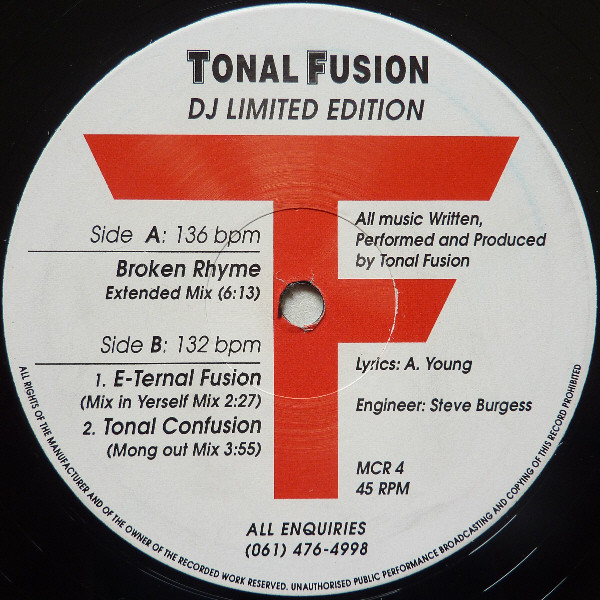 TONAL FUSION
DJ LIMITED EDITION
Side A: 136 bpm
Broken Rhyme
Extended Mix (6:13)
Side B: 132 bpm
1. E-Ternal Fusion
(Mix in Yerself Mix 2:27)
2. Tonal Confusion
(Mong out Mix 3:55)
All music Written,
Performed and Produced
by Tonal Fusion
Lyrics: A. Young
Engineer: Steve Burgess
MCR 4
45 RPM
ALL ENQUIRIES
(061) 476-4998
ALL RIGHTS OF THE MANUFACTURER AND OF THE OWNER OF THE RECORDED WORK RESERVED. UNAUTHORISED PUBLIC PERFORMANCE BROADCASTING AND COPYING OF THIS RECORD PROHIBITED